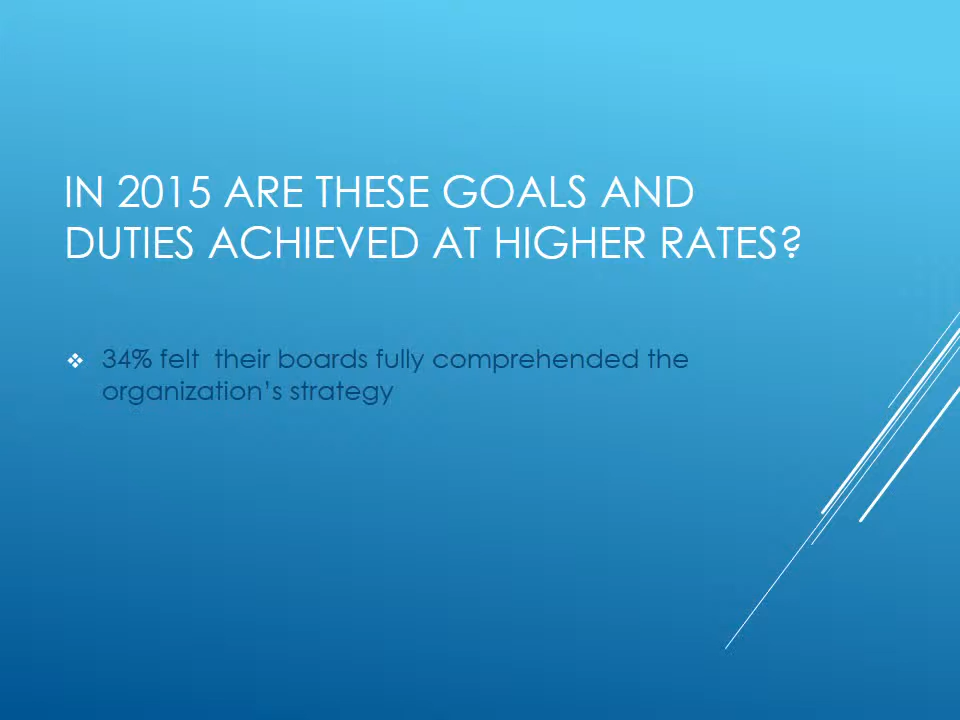 IN 2015 ARE THESE GOALS AND
DUTIES ACHIEVED AT HIGHER RATES?
❖ 34% felt  their boards fully comprehended the
organization's strategy